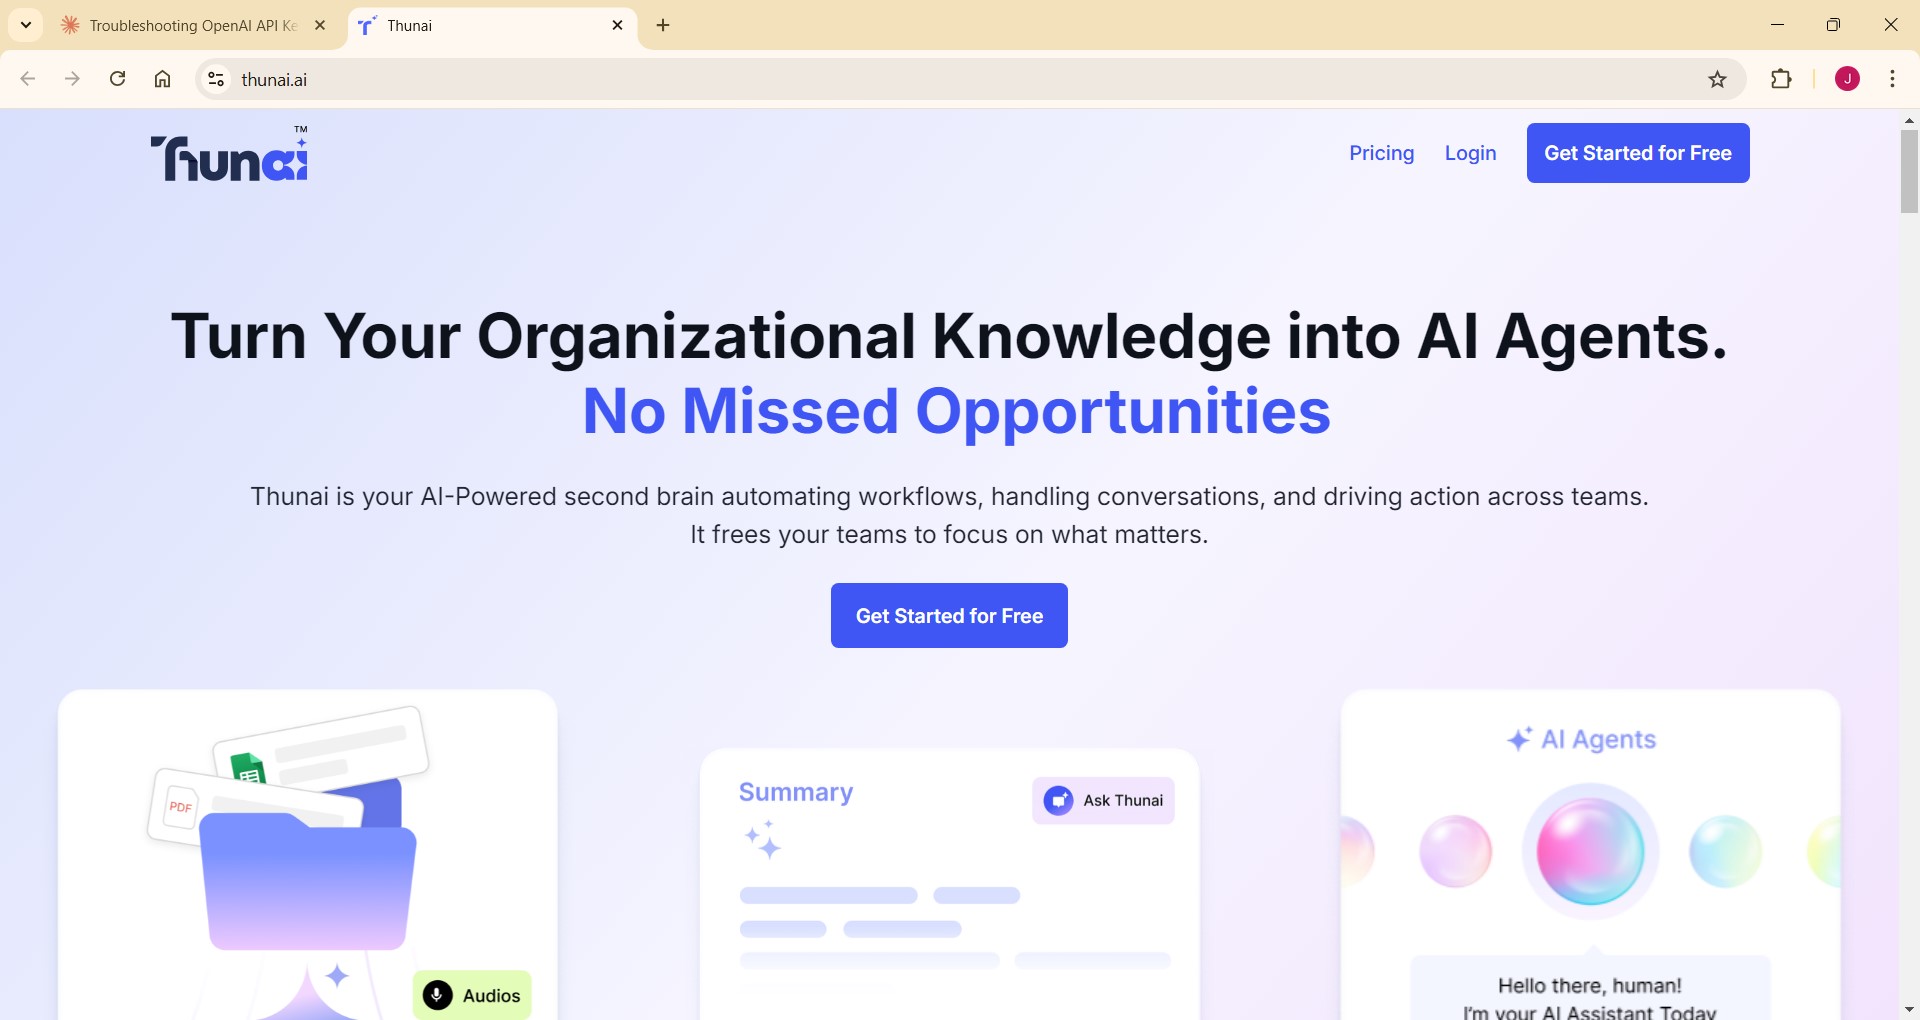 Troubleshooting OpenAI API Ke
Thunai
thunai.ai
J
Thunai™
Pricing
Login
Get Started for Free
Turn Your Organizational Knowledge into AI Agents.
No Missed Opportunities
Thunai is your AI-Powered second brain automating workflows, handling conversations, and driving action across teams.
It frees your teams to focus on what matters.
Get Started for Free
PDF
Audios
Summary
Ask Thunai
AI Agents
Hello there, human!
I'm your AI Assistant Today